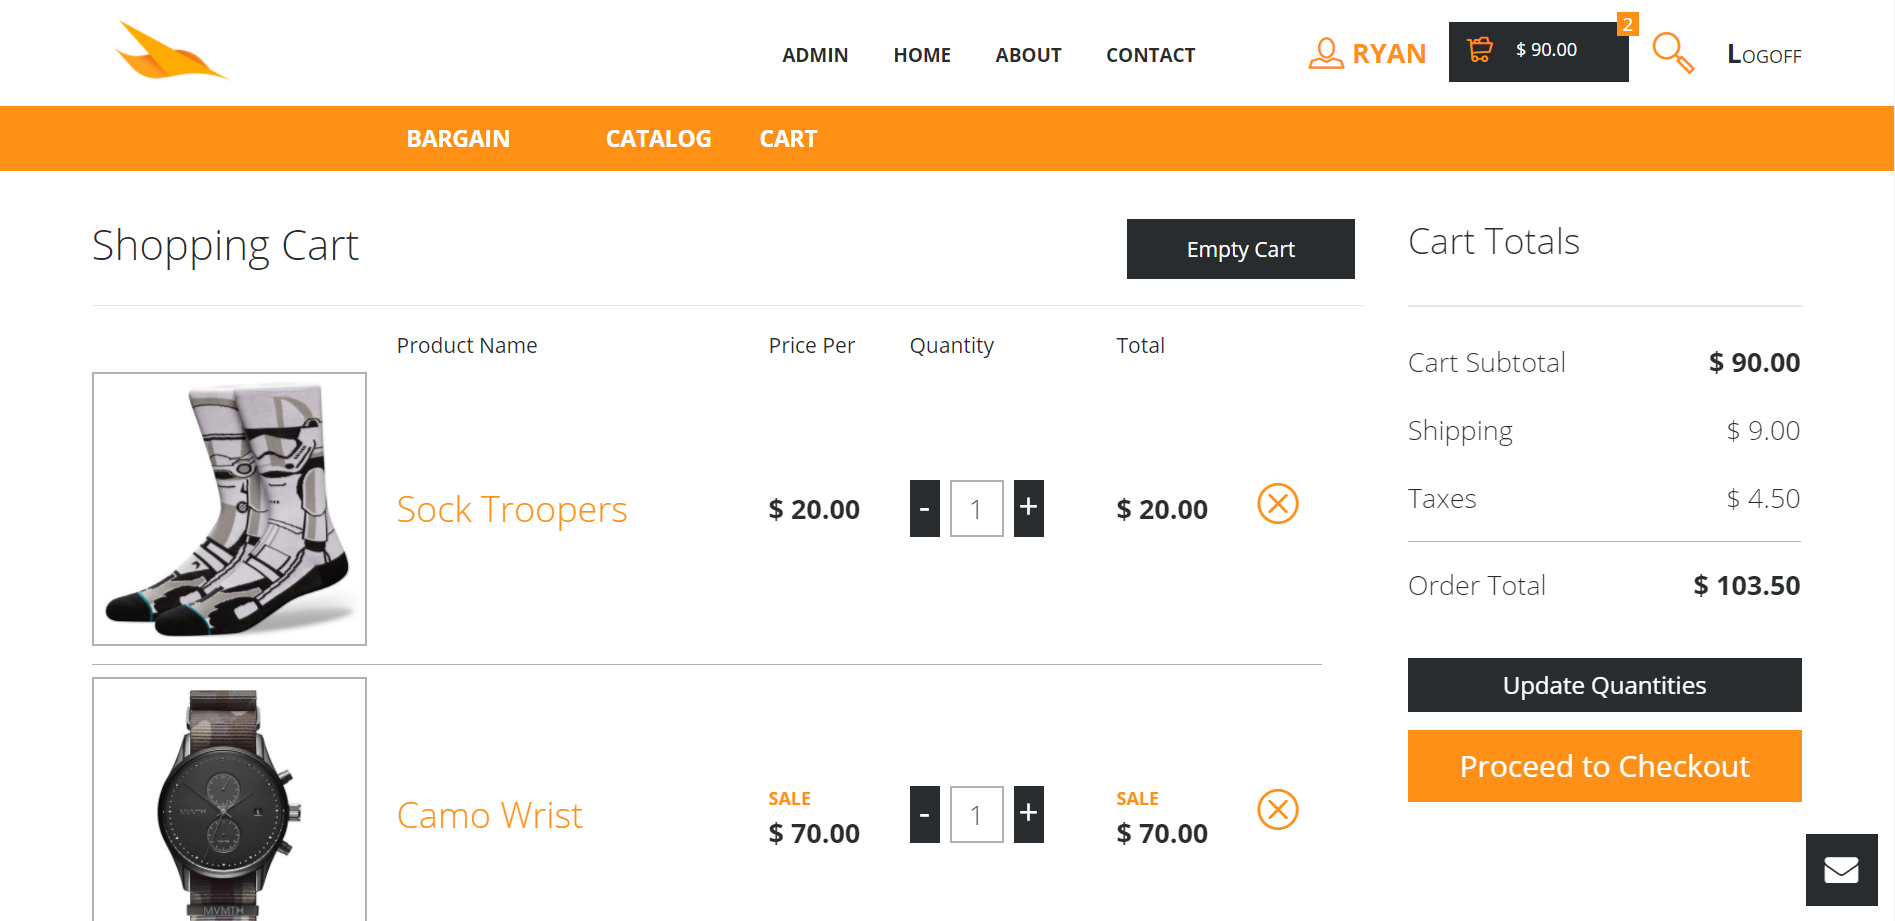 ADMIN HOME ABOUT CONTACT RYAN $ 90.00 2 LOGOFF
BARGAIN CATALOG CART
Shopping Cart Empty Cart Cart Totals
Product Name Price Per Quantity Total
Cart Subtotal $ 90.00
Shipping $ 9.00
Taxes $ 4.50
Sock Troopers $ 20.00 - 1 + $ 20.00
Order Total $ 103.50
Update Quantities
Proceed to Checkout
SALE SALE
Camo Wrist $ 70.00 - 1 + $ 70.00
MVMTH
MVMTH